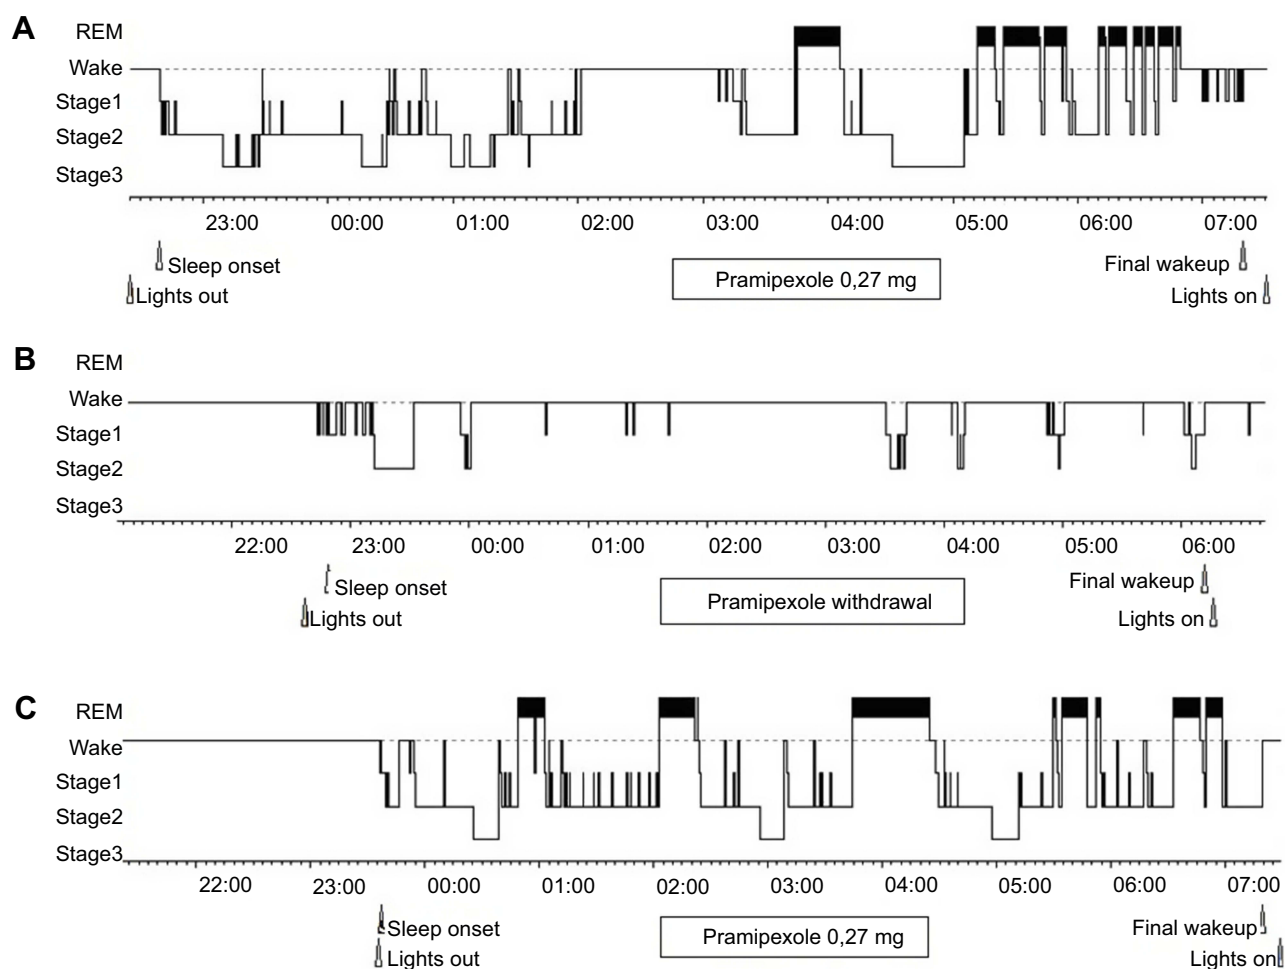 A
REM
Wake
Stage1
Stage2
Stage3
23:00 00:00 01:00 02:00 03:00 04:00 05:00 06:00 07:00
Sleep onset
Final wakeup
Pramipexole 0,27 mg
Lights out
Lights on
B
REM
Wake
Stage1
Stage2
Stage3
22:00 23:00 00:00 01:00 02:00 03:00 04:00 05:00 06:00
Sleep onset
Final wakeup
Pramipexole withdrawal
Lights out
Lights on
C
REM
Wake
Stage1
Stage2
Stage3
22:00 23:00 00:00 01:00 02:00 03:00 04:00 05:00 06:00 07:00
Sleep onset
Final wakeup
Pramipexole 0,27 mg
Lights out
Lights on